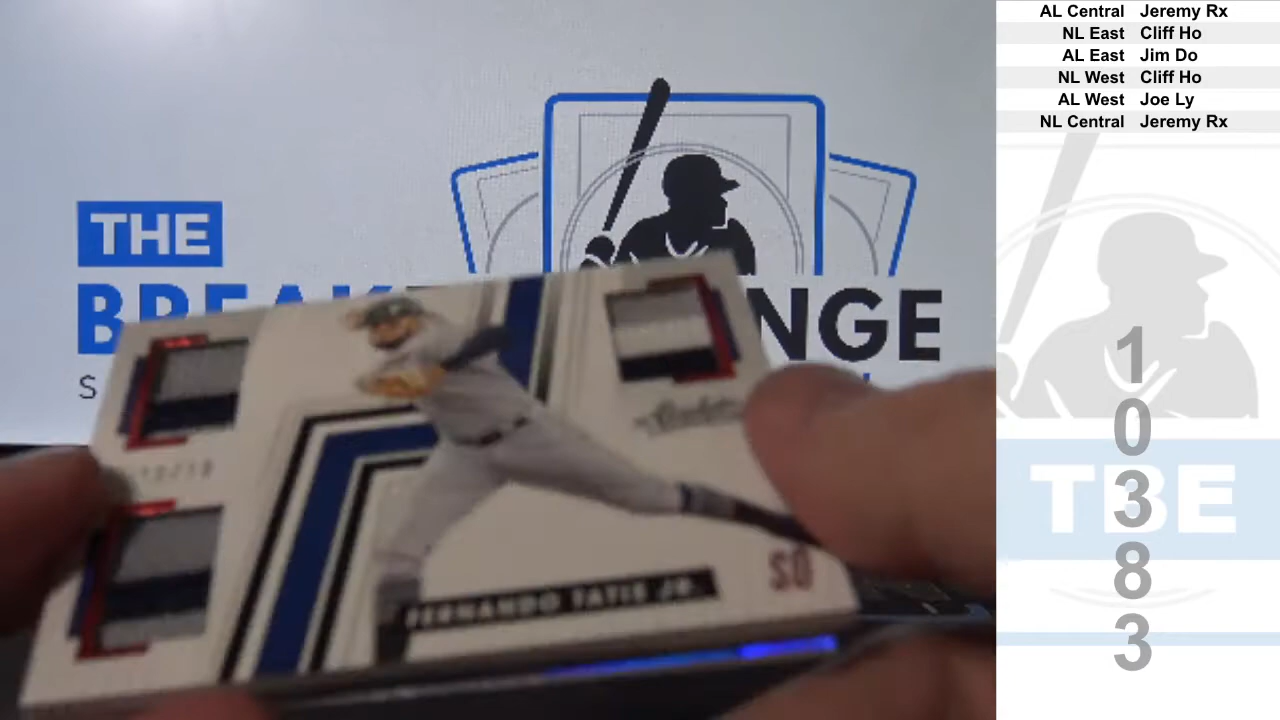 AL Central Jeremy Rx
NL East Cliff Ho
AL East Jim Do
NL West Cliff Ho
AL West Joe Ly
NL Central Jeremy Rx
THE
FERNANDO TATIS JR.
TBE
1
0
3
8
3